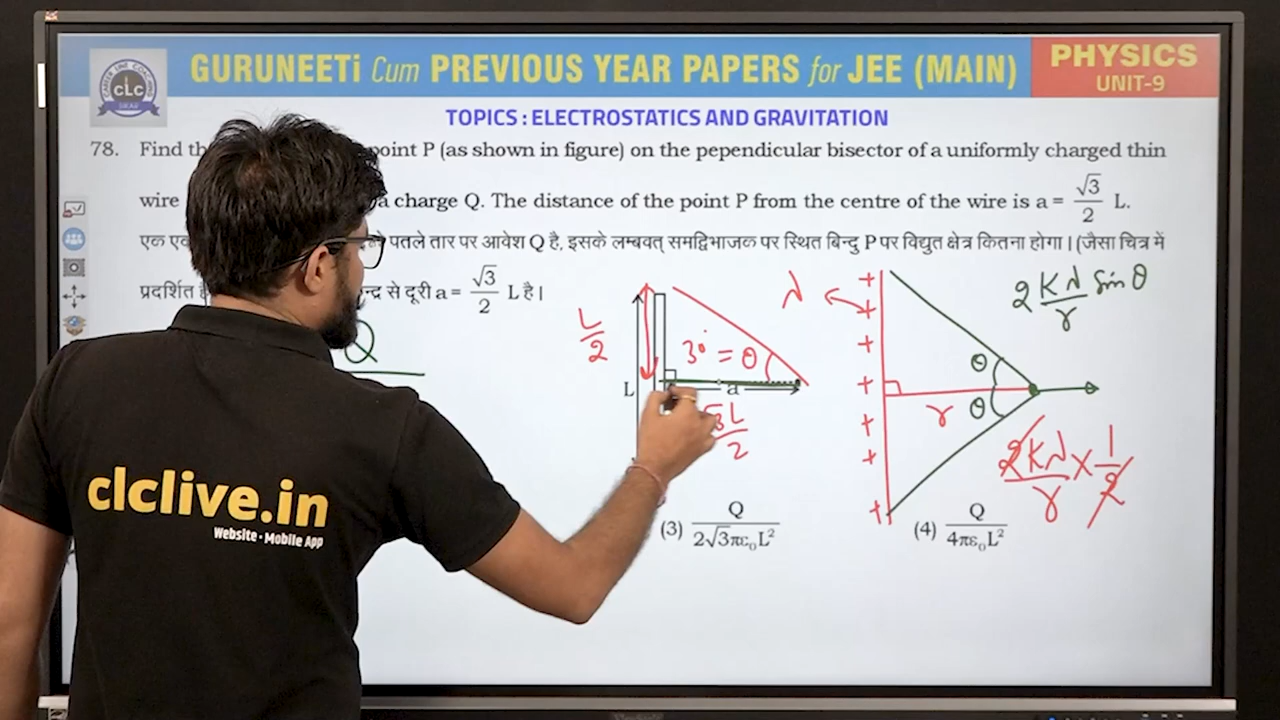 GURUNEETi Cum PREVIOUS YEAR PAPERS for JEE (MAIN)
PHYSICS
UNIT-9
cLc
TOPICS : ELECTROSTATICS AND GRAVITATION
78. Find th point P (as shown in figure) on the pependicular bisector of a uniformly charged thin
wire a charge Q. The distance of the point P from the centre of the wire is a = √3/2 L.
एक एव पतले तार पर आवेश Q है, इसके लम्बवत् समद्विभाजक पर स्थित बिन्दु P पर विद्युत क्षेत्र कितना होगा। (जैसा चित्र में
प्रदर्शित है न्द्र से दूरी a = √3/2 L है।
Q
L/2
30° = θ
L
a
√3L/2
λ
+ + + + + + +
θ
θ
r
2Kλ/r sinθ
2Kλ/r × 1/2
(3) Q/2√3πε₀L²
(4) Q/4πε₀L²
clclive.in
Website • Mobile App